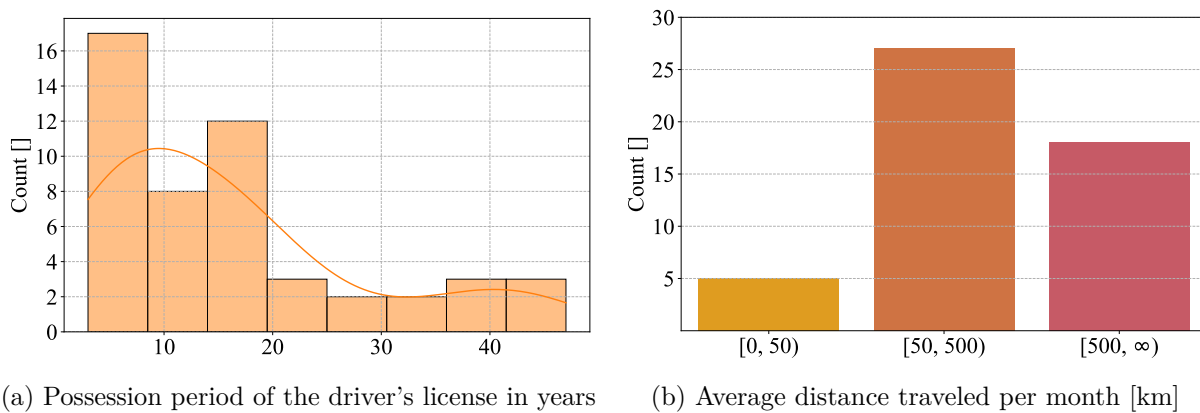 16
14
12
10
8
6
4
2
0
Count []
10 20 30 40
(a) Possession period of the driver's license in years
30
25
20
15
10
5
Count []
[0, 50) [50, 500) [500, ∞)
(b) Average distance traveled per month [km]